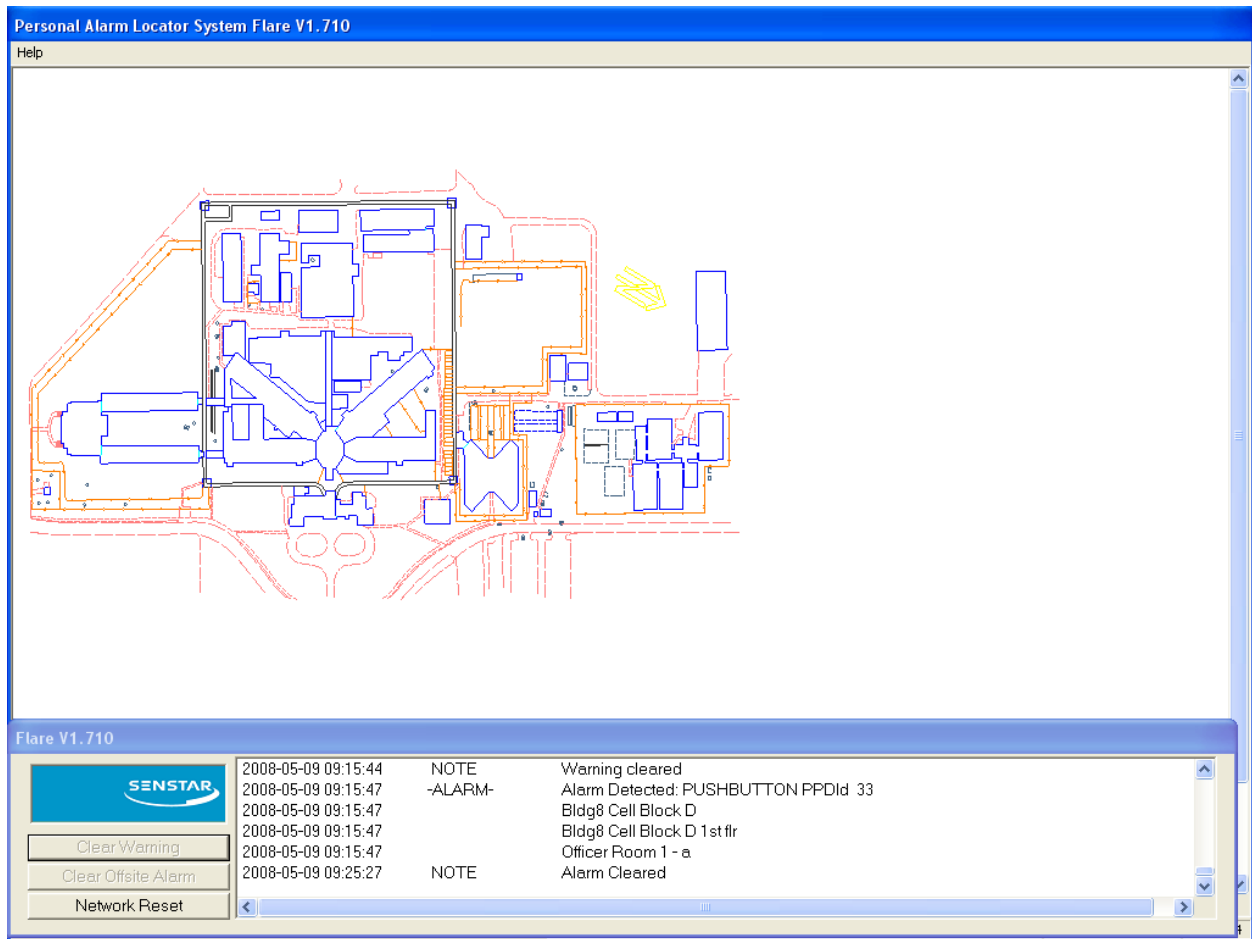 Personal Alarm Locator System Flare V1.710
Help
Flare V1.710
SENSTAR
Clear Warning
Clear Offsite Alarm
Network Reset
2008-05-09 09:15:44 NOTE Warning cleared
2008-05-09 09:15:47 -ALARM- Alarm Detected: PUSHBUTTON PPDId 33
2008-05-09 09:15:47 Bldg8 Cell Block D
2008-05-09 09:15:47 Bldg8 Cell Block D 1st flr
2008-05-09 09:15:47 Officer Room 1 - a
2008-05-09 09:25:27 NOTE Alarm Cleared